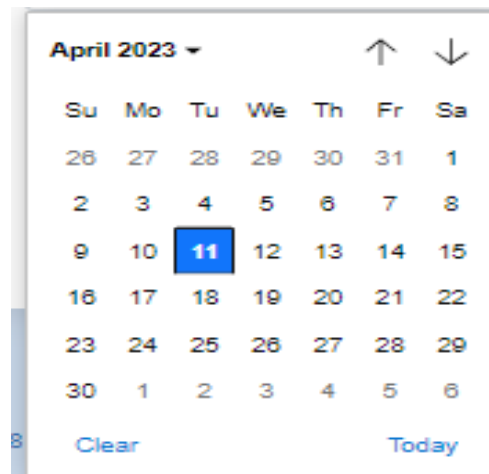 April 2023
Su Mo Tu We Th Fr Sa
26 27 28 29 30 31 1
2 3 4 5 6 7 8
9 10 11 12 13 14 15
16 17 18 19 20 21 22
23 24 25 26 27 28 29
30 1 2 3 4 5 6
8
Clear Today